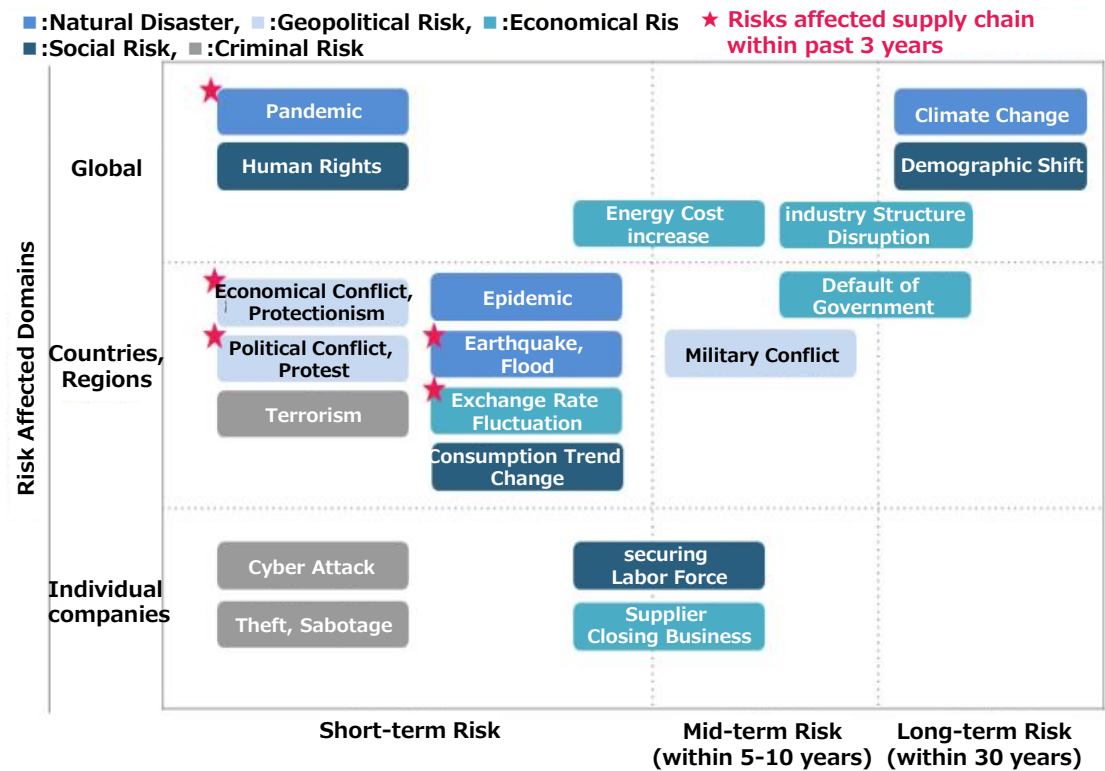 :Natural Disaster, :Geopolitical Risk, :Economical Ris
:Social Risk, :Criminal Risk
★ Risks affected supply chain
within past 3 years
Risk Affected Domains
Global
Pandemic
Human Rights
Climate Change
Demographic Shift
Energy Cost
increase
industry Structure
Disruption
Countries,
Regions
Economical Conflict,
Protectionism
Epidemic
Default of
Government
Political Conflict,
Protest
Earthquake,
Flood
Military Conflict
Terrorism
Exchange Rate
Fluctuation
Consumption Trend
Change
Individual
companies
Cyber Attack
securing
Labor Force
Theft, Sabotage
Supplier
Closing Business
Short-term Risk
Mid-term Risk
(within 5-10 years)
Long-term Risk
(within 30 years)